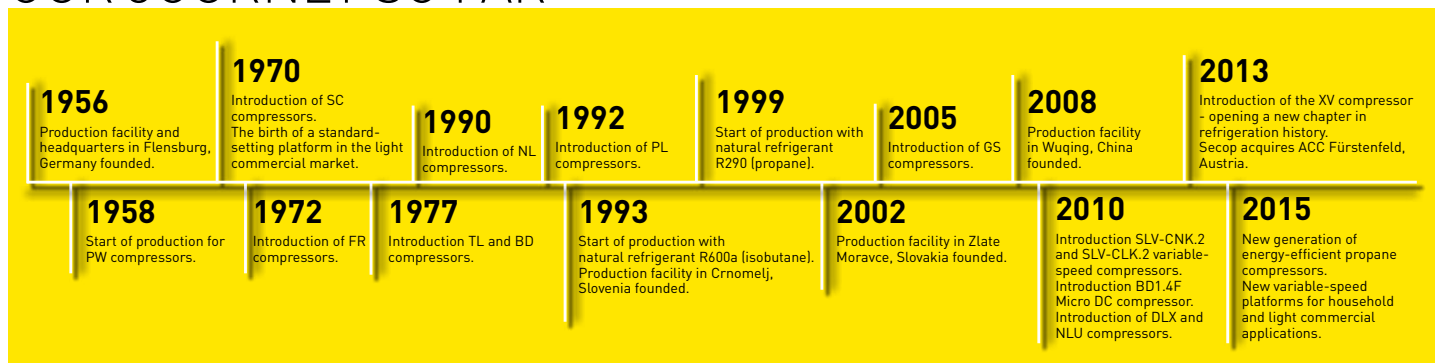 OUR JOURNEY SO FAR
1956
Production facility and
headquarters in Flensburg,
Germany founded.
1958
Start of production for
PW compressors.
1970
Introduction of SC
compressors.
The birth of a standard-
setting platform in the light
commercial market.
1972
Introduction of FR
compressors.
1977
Introduction TL and BD
compressors.
1990
Introduction of NL
compressors.
1992
Introduction of PL
compressors.
1993
Start of production with
natural refrigerant R600a (isobutane).
Production facility in Crnomelj,
Slovenia founded.
1999
Start of production with
natural refrigerant
R290 (propane).
2002
Production facility in Zlate
Moravce, Slovakia founded.
2005
Introduction of GS
compressors.
2008
Production facility
in Wuqing, China
founded.
2010
Introduction SLV-CNK.2
and SLV-CLK.2 variable-
speed compressors.
Introduction BD1.4F
Micro DC compressor.
Introduction of DLX and
NLU compressors.
2013
Introduction of the XV compressor
- opening a new chapter in
refrigeration history.
Secop acquires ACC Fürstenfeld,
Austria.
2015
New generation of
energy-efficient propane
compressors.
New variable-speed
platforms for household
and light commercial
applications.